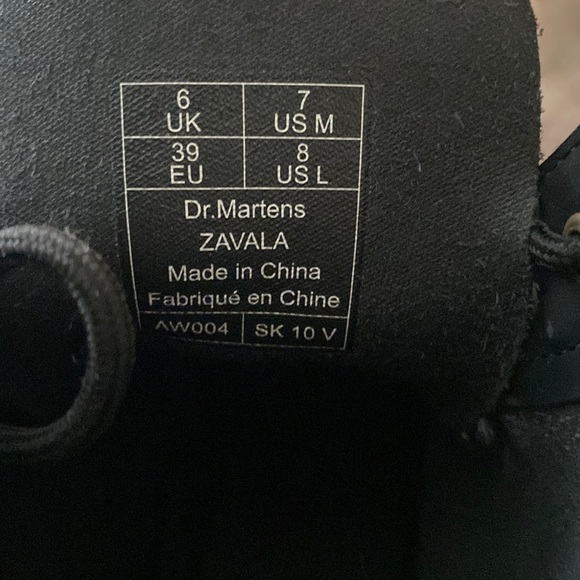 6 7
UK US M
39 8
EU US L
Dr.Martens
ZAVALA
Made in China
Fabriqué en Chine
AW004 SK 10 V